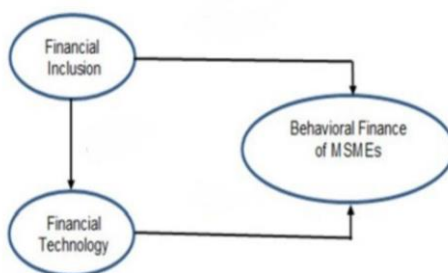 Financial
Inclusion
Behavioral Finance
of MSMEs
Financial
Technology